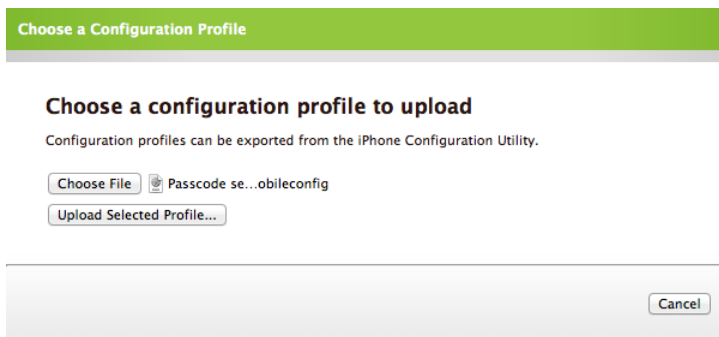 Choose a Configuration Profile
Choose a configuration profile to upload
Configuration profiles can be exported from the iPhone Configuration Utility.
Choose File Passcode se...obileconfig
Upload Selected Profile...
Cancel